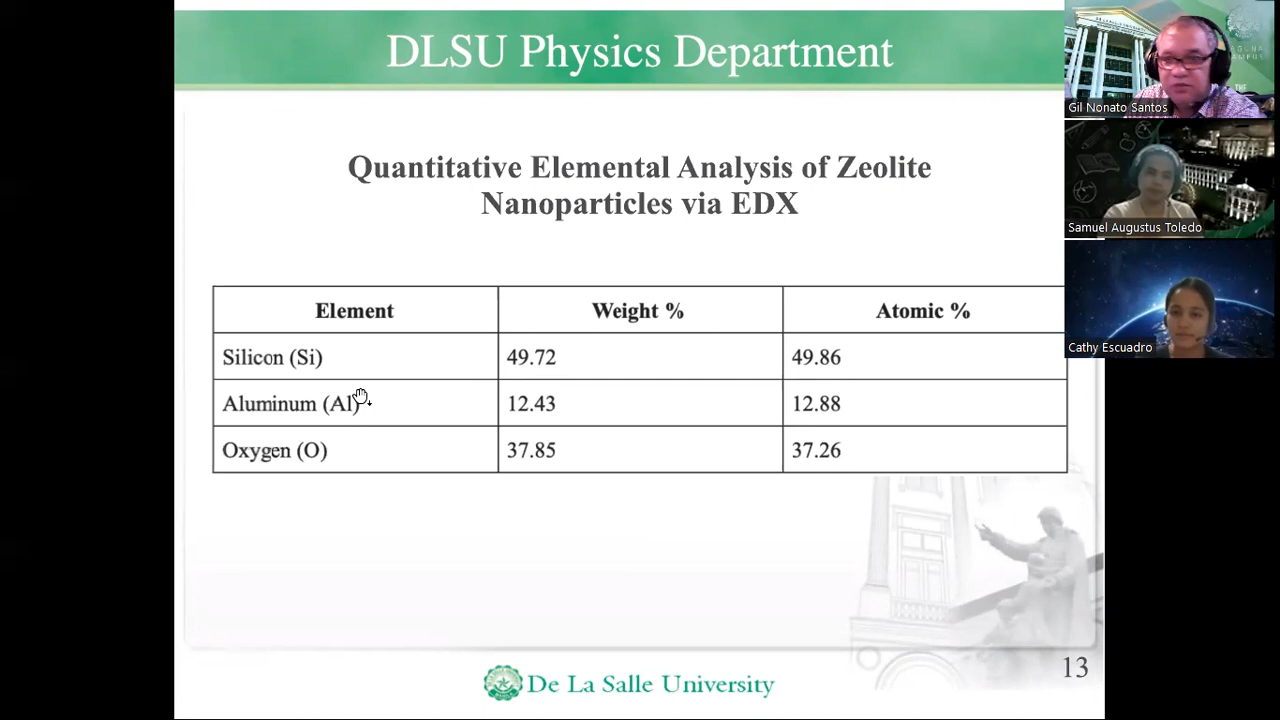 DLSU Physics Department
Quantitative Elemental Analysis of Zeolite
Nanoparticles via EDX
Element Weight % Atomic %
Silicon (Si) 49.72 49.86
Aluminum (Al) 12.43 12.88
Oxygen (O) 37.85 37.26
De La Salle University
13
Gil Nonato Santos
Samuel Augustus Toledo
Cathy Escuadro